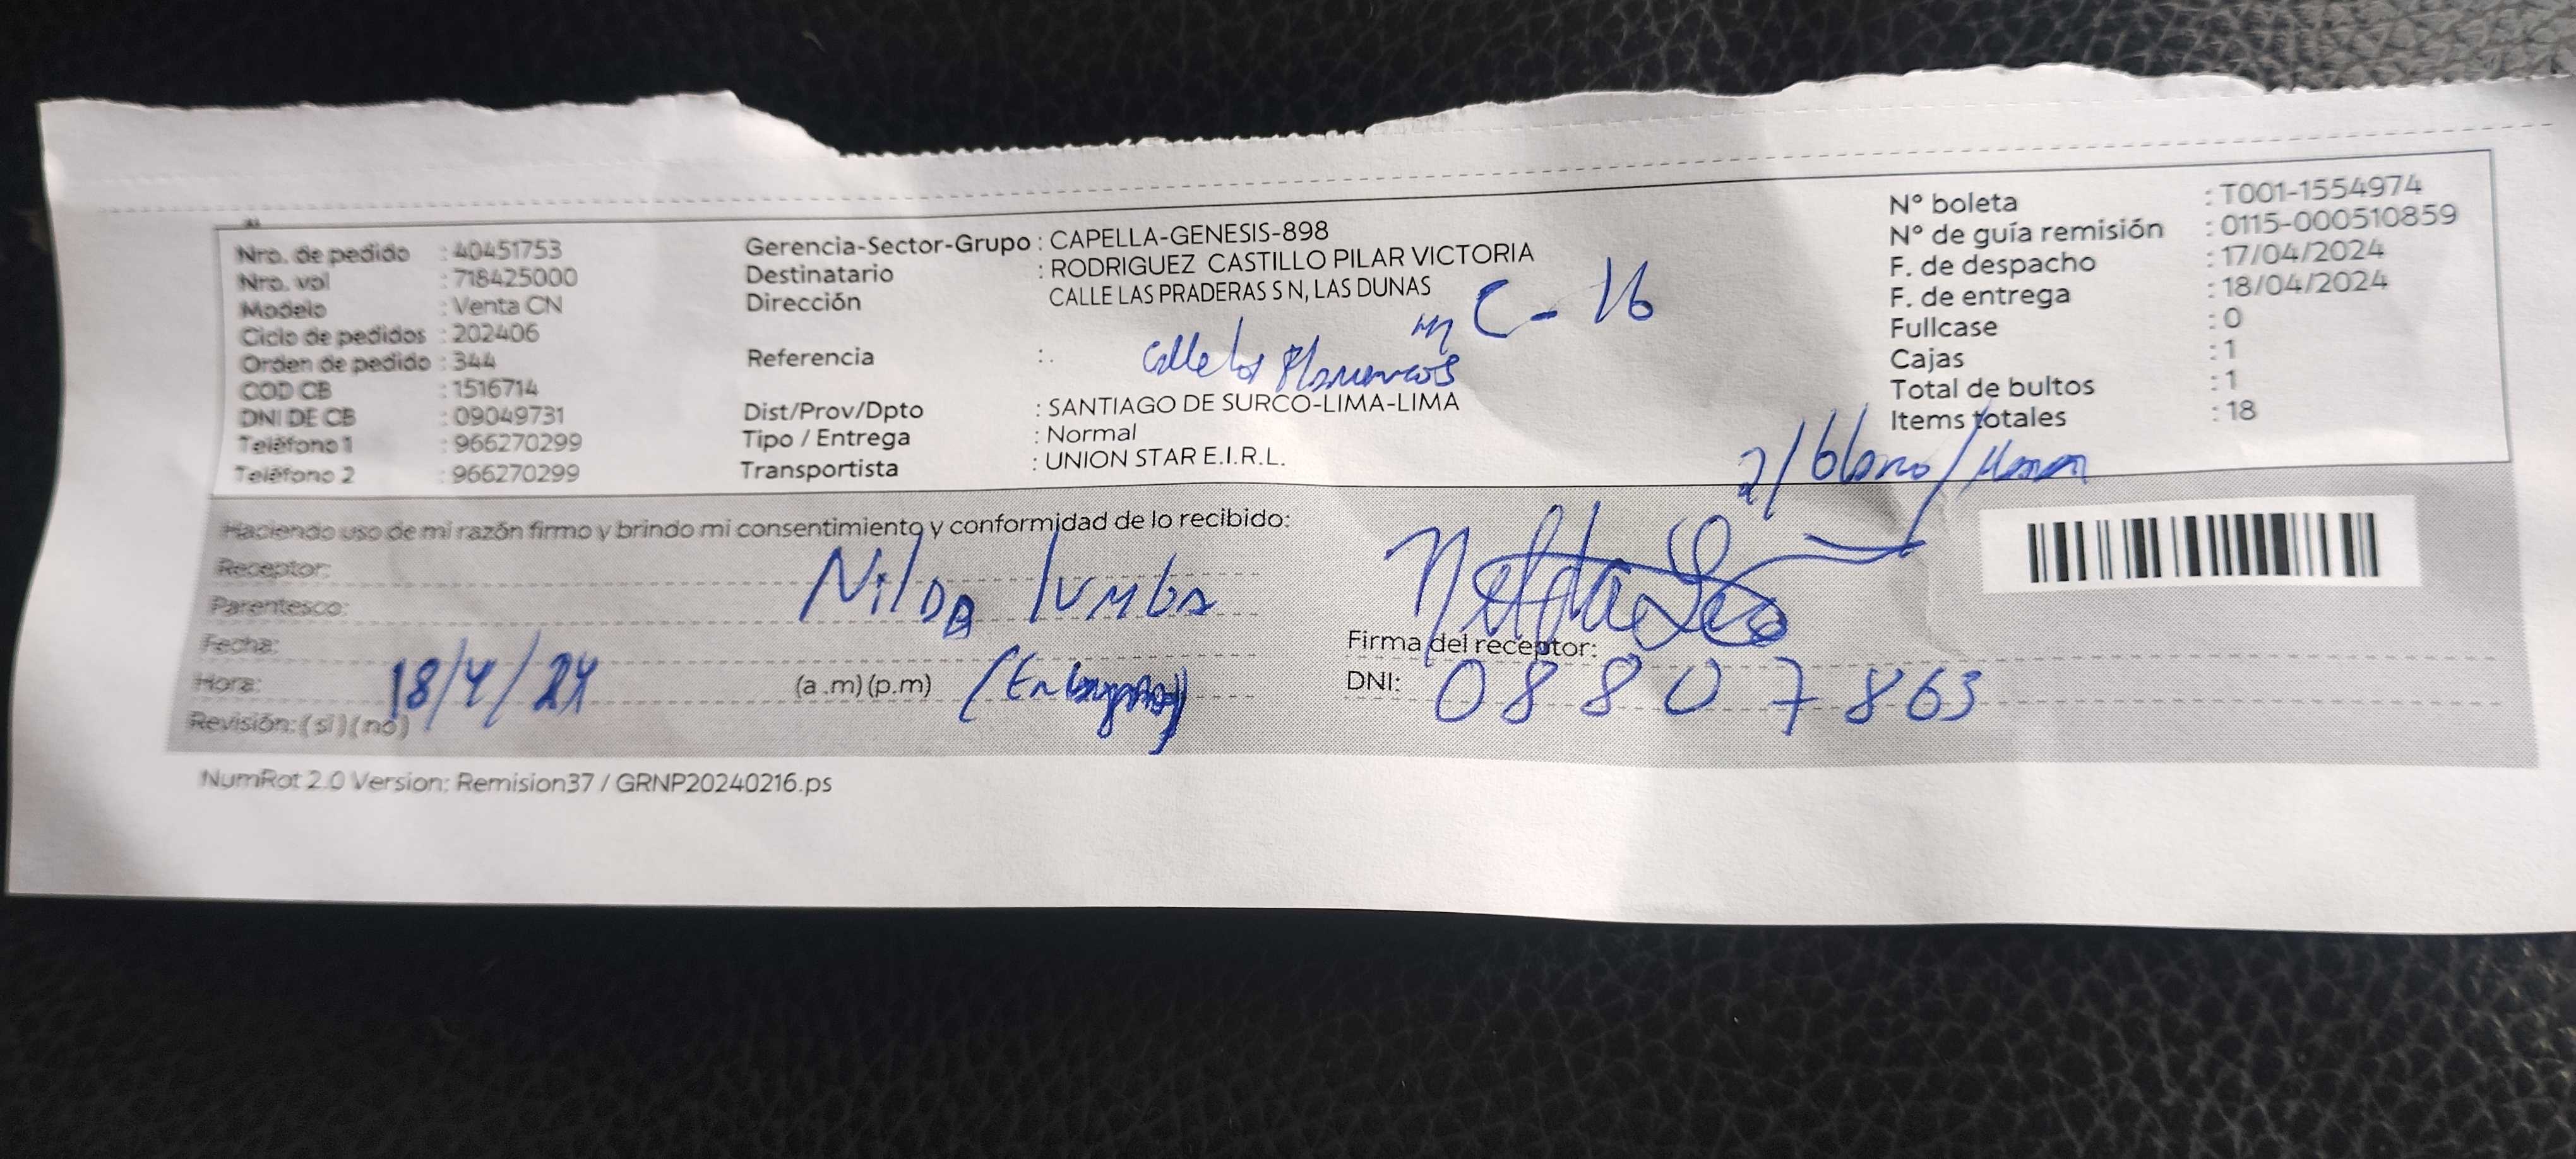 Nro. de pedido : 40451753
Nro. vol : 718425000
Modelo : Venta CN
Ciclo de pedidos : 202406
Orden de pedido : 344
COD CB : 1516714
DNI DE CB : 09049731
Teléfono 1 : 966270299
Teléfono 2 : 966270299
Gerencia-Sector-Grupo : CAPELLA-GENESIS-898
Destinatario : RODRIGUEZ CASTILLO PILAR VICTORIA
Dirección CALLE LAS PRADERAS S N, LAS DUNAS
C - 16
Referencia :.
Calle los Flamencos
Dist/Prov/Dpto : SANTIAGO DE SURCO-LIMA-LIMA
Tipo / Entrega : Normal
Transportista : UNION STAR E.I.R.L.
N° boleta : T001-1554974
N° de guía remisión : 0115-000510859
F. de despacho : 17/04/2024
F. de entrega : 18/04/2024
Fullcase : 0
Cajas : 1
Total de bultos : 1
Items totales : 18
2/blanco/
Haciendo uso de mi razón firmo y brindo mi consentimiento y conformidad de lo recibido:
Receptor:
Nilda
Parentesco:
Fecha:
Hora: 18/4/24 (a.m)(p.m)
Revisión: (si)(no)
Firma del receptor:
DNI: 08807863
NumRot 2.0 Version: Remision37 / GRNP20240216.ps